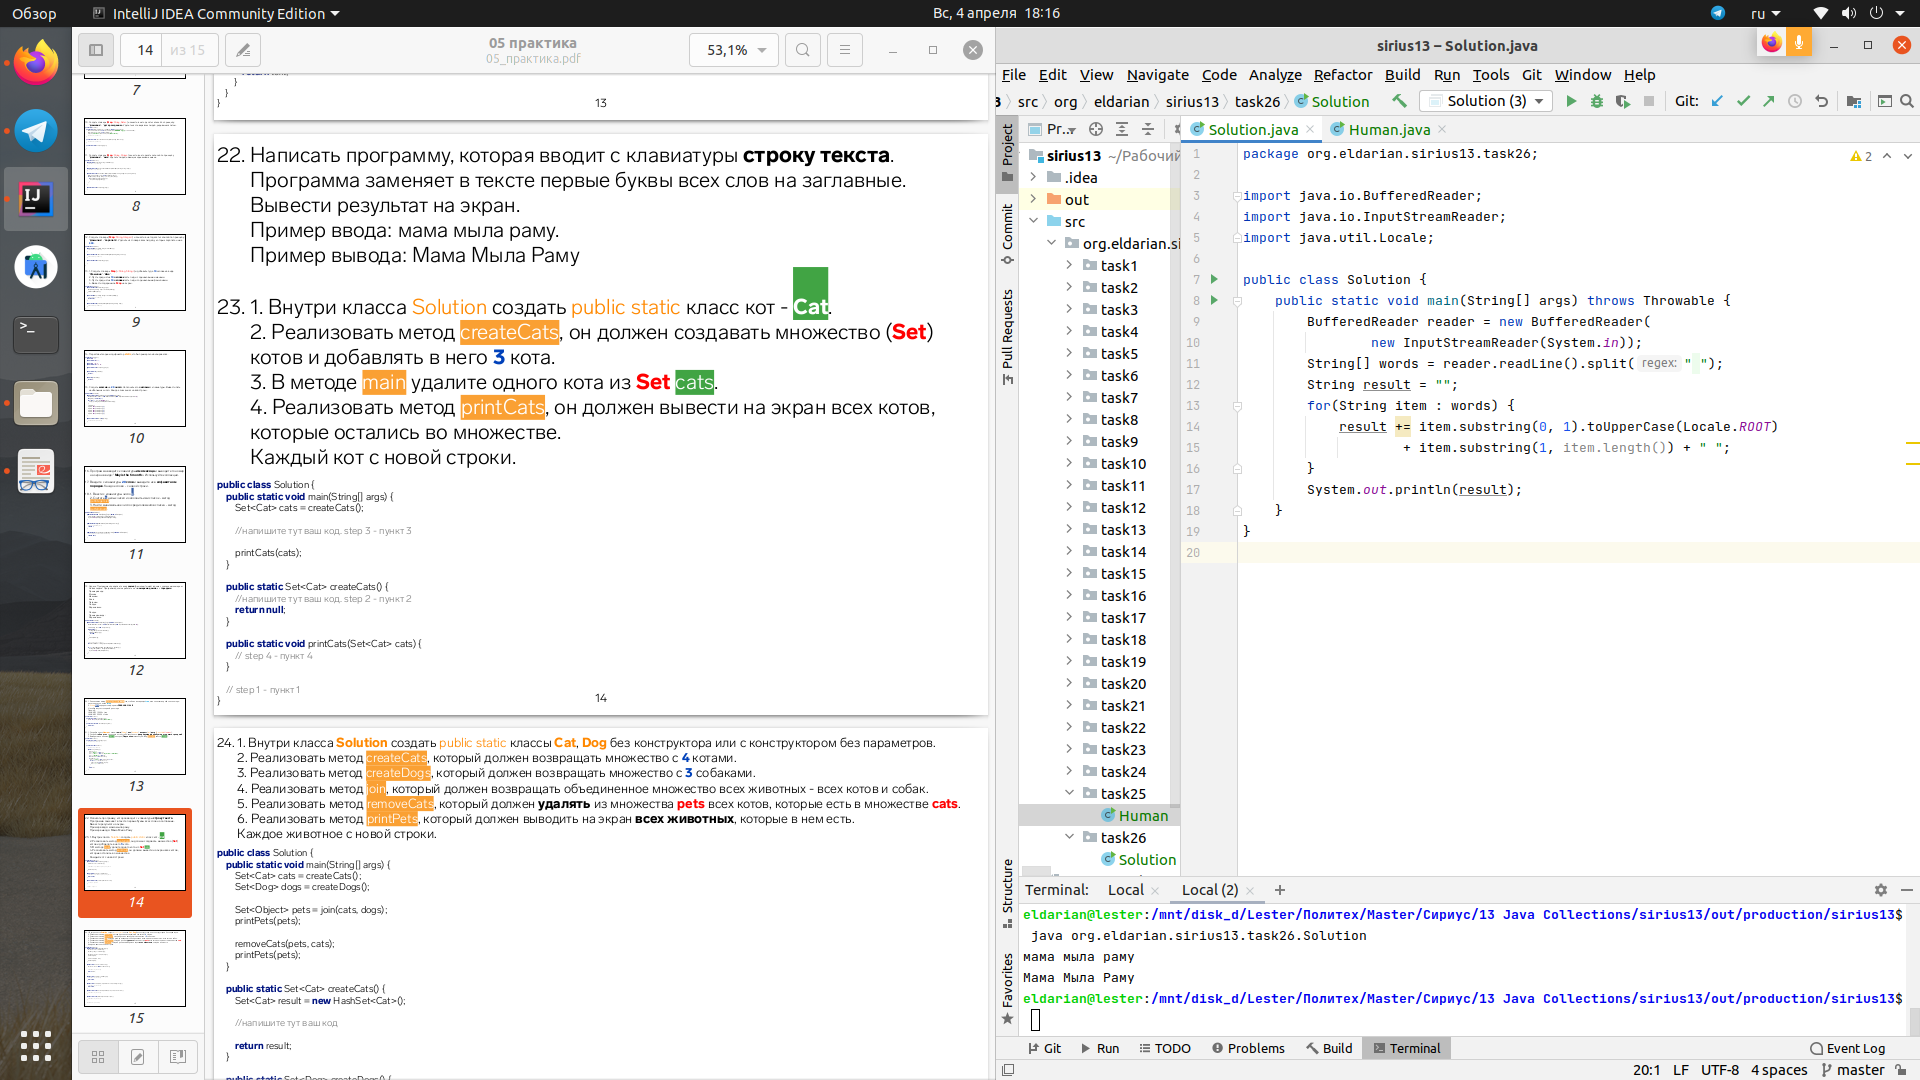 Обзор
IntelliJ IDEA Community Edition
Вс, 4 апреля 18:16
ru
14 из 15
05 практика
05_практика.pdf
53,1%
7
8
9
10
11
12
13
14
15
}
}
}
13
22. Написать программу, которая вводит с клавиатуры строку текста.
Программа заменяет в тексте первые буквы всех слов на заглавные.
Вывести результат на экран.
Пример ввода: мама мыла раму.
Пример вывода: Мама Мыла Раму
23. 1. Внутри класса Solution создать public static класс кот - Cat.
2. Реализовать метод createCats, он должен создавать множество (Set)
котов и добавлять в него 3 кота.
3. В методе main удалите одного кота из Set cats.
4. Реализовать метод printCats, он должен вывести на экран всех котов,
которые остались во множестве.
Каждый кот с новой строки.
public class Solution {
public static void main(String[] args) {
Set<Cat> cats = createCats();
//напишите тут ваш код. step 3 - пункт 3
printCats(cats);
}
public static Set<Cat> createCats() {
//напишите тут ваш код. step 2 - пункт 2
return null;
}
public static void printCats(Set<Cat> cats) {
// step 4 - пункт 4
}
// step 1 - пункт 1
}
14
24. 1. Внутри класса Solution создать public static классы Cat, Dog без конструктора или с конструктором без параметров.
2. Реализовать метод createCats, который должен возвращать множество с 4 котами.
3. Реализовать метод createDogs, который должен возвращать множество с 3 собаками.
4. Реализовать метод join, который должен возвращать объединенное множество всех животных - всех котов и собак.
5. Реализовать метод removeCats, который должен удалять из множества pets всех котов, которые есть в множестве cats.
6. Реализовать метод printPets, который должен выводить на экран всех животных, которые в нем есть.
Каждое животное с новой строки.
public class Solution {
public static void main(String[] args) {
Set<Cat> cats = createCats();
Set<Dog> dogs = createDogs();
Set<Object> pets = join(cats, dogs);
printPets(pets);
removeCats(pets, cats);
printPets(pets);
}
public static Set<Cat> createCats() {
Set<Cat> result = new HashSet<Cat>();
//напишите тут ваш код
return result;
}
public static Set<Dog> createDogs() {
sirius13 – Solution.java
File Edit View Navigate Code Analyze Refactor Build Run Tools Git Window Help
3 src org eldarian sirius13 task26 Solution
Solution (3)
Git:
Project
Commit
Pull Requests
Structure
Favorites
Pr...
sirius13 ~/Рабочий
.idea
out
src
org.eldarian.si
task1
task2
task3
task4
task5
task6
task7
task8
task9
task10
task11
task12
task13
task14
task15
task16
task17
task18
task19
task20
task21
task22
task23
task24
task25
Human
task26
Solution
Solution.java
Human.java
2
1 package org.eldarian.sirius13.task26;
2
3 import java.io.BufferedReader;
4 import java.io.InputStreamReader;
5 import java.util.Locale;
6
7 public class Solution {
8 public static void main(String[] args) throws Throwable {
9 BufferedReader reader = new BufferedReader(
10 new InputStreamReader(System.in));
11 String[] words = reader.readLine().split( regex: " ");
12 String result = "";
13 for(String item : words) {
14 result += item.substring(0, 1).toUpperCase(Locale.ROOT)
15 + item.substring(1, item.length()) + " ";
16 }
17 System.out.println(result);
18 }
19 }
20
Terminal: Local Local (2)
eldarian@lester:/mnt/disk_d/Lester/Политех/Master/Сириус/13 Java Collections/sirius13/out/production/sirius13$
java org.eldarian.sirius13.task26.Solution
мама мыла раму
Мама Мыла Раму
eldarian@lester:/mnt/disk_d/Lester/Политех/Master/Сириус/13 Java Collections/sirius13/out/production/sirius13$
Git Run TODO Problems Build Terminal Event Log
20:1 LF UTF-8 4 spaces master